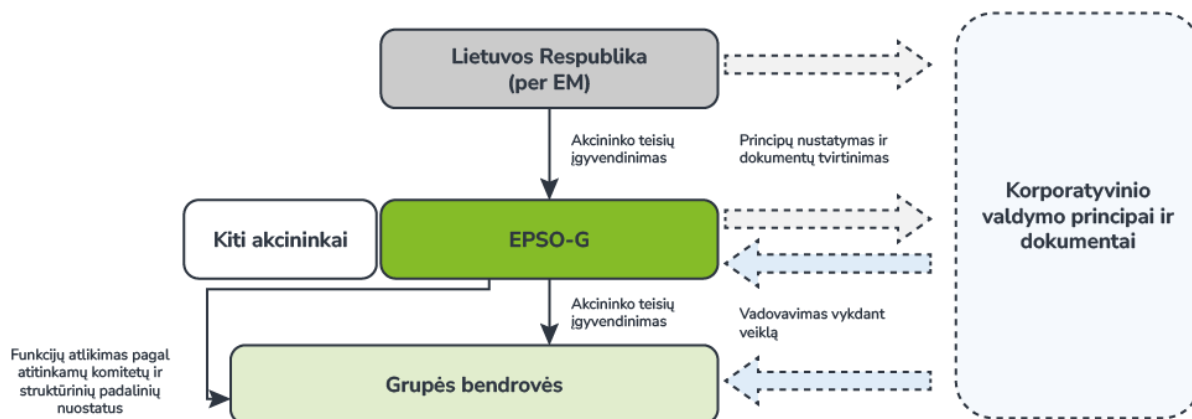 Lietuvos Respublika
(per EM)
Akcininko teisių
įgyvendinimas
Principų nustatymas ir
dokumentų tvirtinimas
Korporatyvinio
valdymo principai ir
dokumentai
Kiti akcininkai
EPSO-G
Akcininko teisių
įgyvendinimas
Vadovavimas vykdant
veiklą
Funkcijų atlikimas pagal
atitinkamų komitetų ir
struktūrinių padalinių
nuostatus
Grupės bendrovės